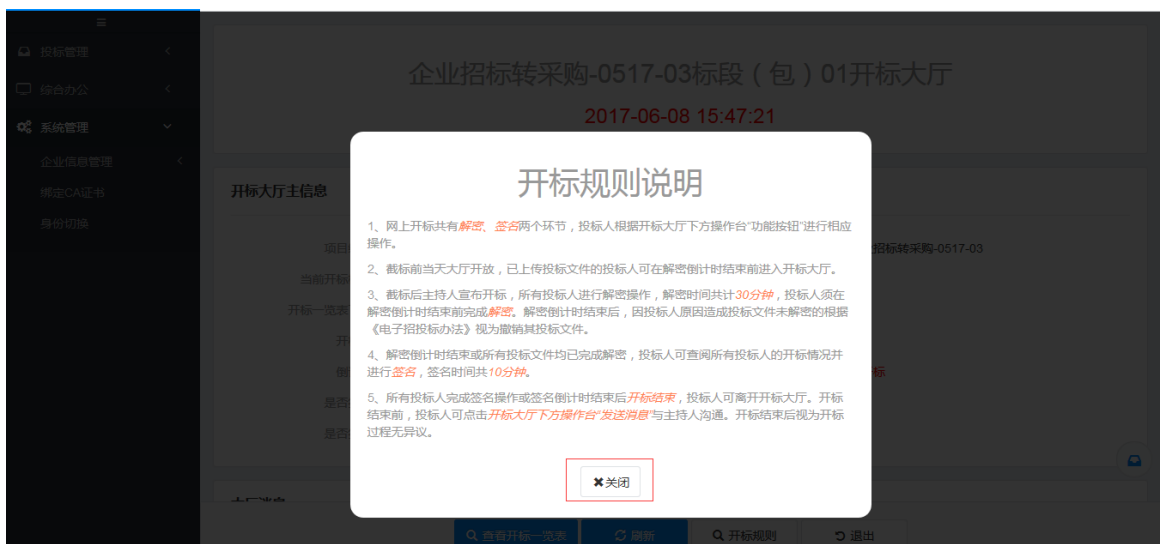 投标管理
综合办公
系统管理
企业信息管理
绑定CA证书
身份切换
企业招标转采购-0517-03标段（包）01开标大厅
2017-06-08 15:47:21
开标大厅主信息
项目
招标转采购-0517-03
当前开标
开标一览表
开
倒
标
是否
是否
开标规则说明
1、网上开标共有解密、签名两个环节，投标人根据开标大厅下方操作台“功能按钮”进行相应
操作。
2、截标前当天大厅开放，已上传投标文件的投标人可在解密倒计时结束前进入开标大厅。
3、截标后主持人宣布开标，所有投标人进行解密操作，解密时间共计30分钟，投标人须在
解密倒计时结束前完成解密。解密倒计时结束后，因投标人原因造成投标文件未解密的根据
《电子招投标办法》视为撤销其投标文件。
4、解密倒计时结束或所有投标文件均已完成解密，投标人可查阅所有投标人的开标情况并
进行签名，签名时间共10分钟。
5、所有投标人完成签名操作或签名倒计时结束后开标结束，投标人可离开开标大厅。开标
结束前，投标人可点击开标大厅下方操作台“发送消息”与主持人沟通。开标结束后视为开标
过程无异议。
关闭
查看开标一览表
刷新
开标规则
退出